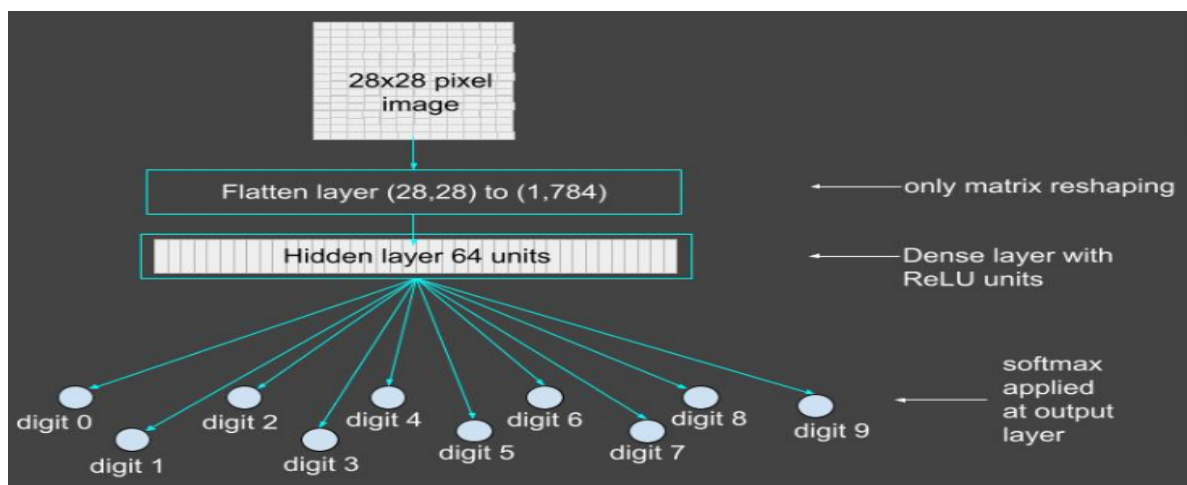 28x28 pixel
image
Flatten layer (28,28) to (1,784)
only matrix reshaping
Hidden layer 64 units
Dense layer with
ReLU units
softmax
applied
at output
layer
digit 0
digit 2
digit 4
digit 6
digit 8
digit 9
digit 1
digit 3
digit 5
digit 7